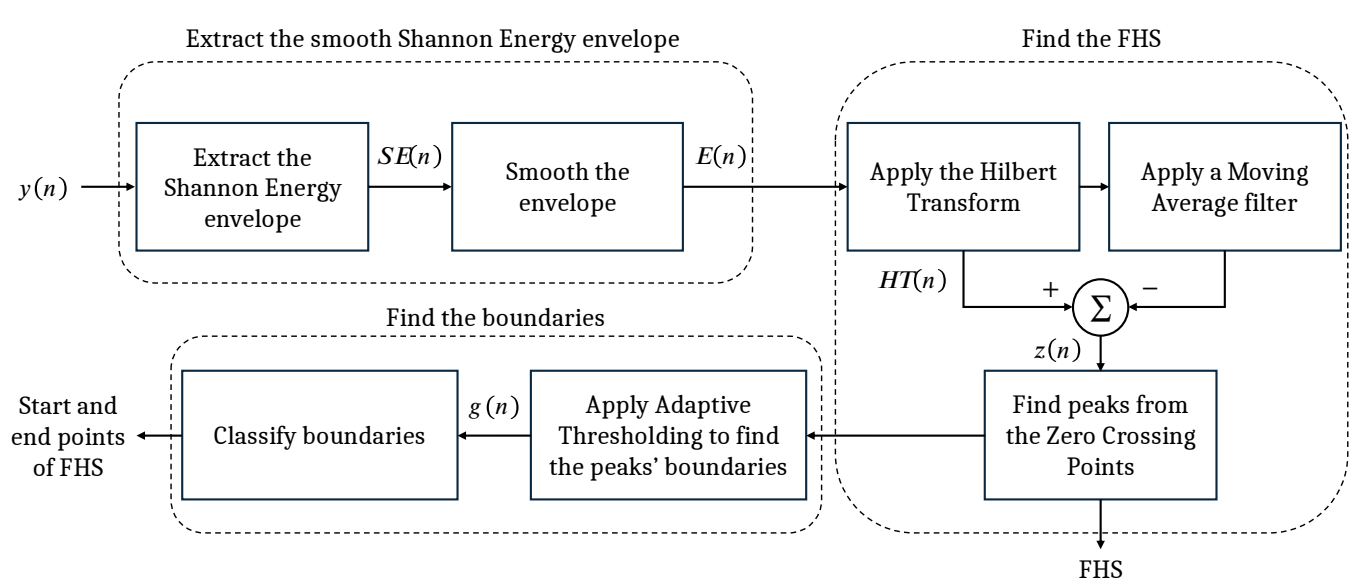 Extract the smooth Shannon Energy envelope
y(n)
Extract the
Shannon Energy
envelope
SE(n)
Smooth the
envelope
E(n)
Find the FHS
Apply the Hilbert
Transform
Apply a Moving
Average filter
HT(n)
+
−
Σ
z(n)
Find peaks from
the Zero Crossing
Points
FHS
Find the boundaries
Apply Adaptive
Thresholding to find
the peaks’ boundaries
g(n)
Classify boundaries
Start and
end points
of FHS